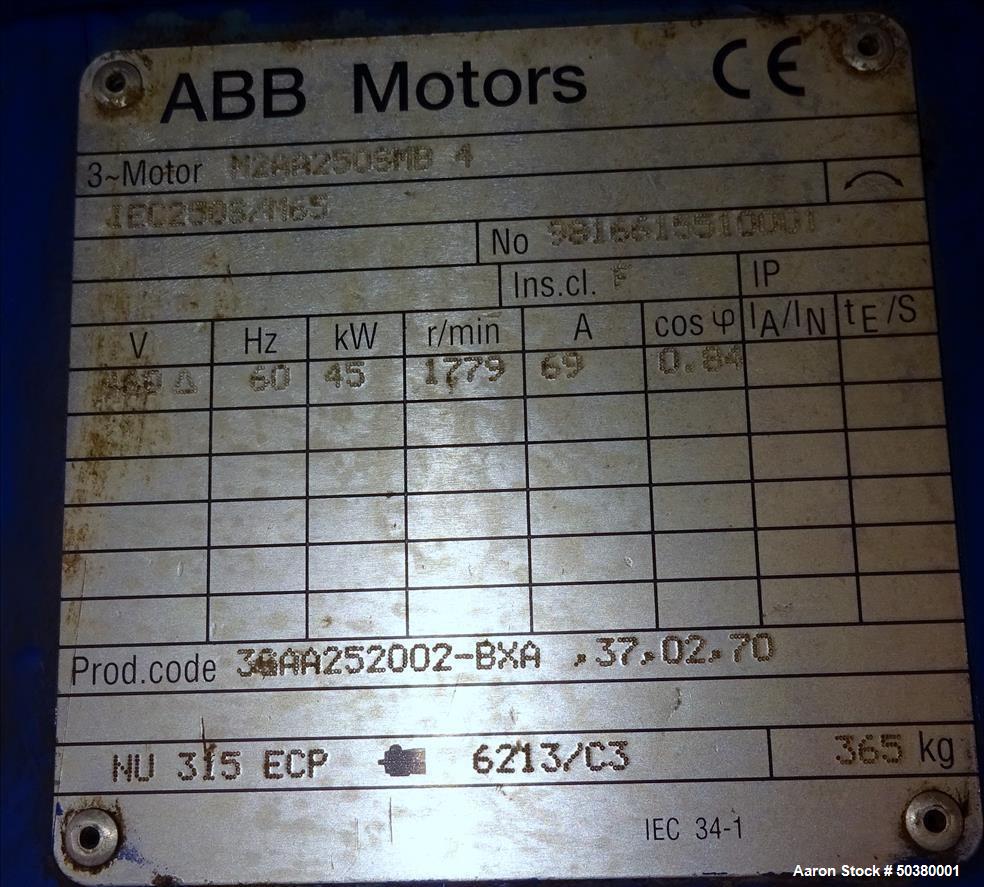 ABB Motors CE
3~Motor M2AA250SMB 4
IEC250S/M65
No
Ins.cl. F IP
V Hz kW r/min A cos φ IA/IN tE/S
460 Δ 60 45 1779 69 0.84
Prod.code 3GAA252002-BXA ,37,02,70
NU 315 ECP 6213/C3 365 kg
IEC 34-1
Aaron Stock # 50380001